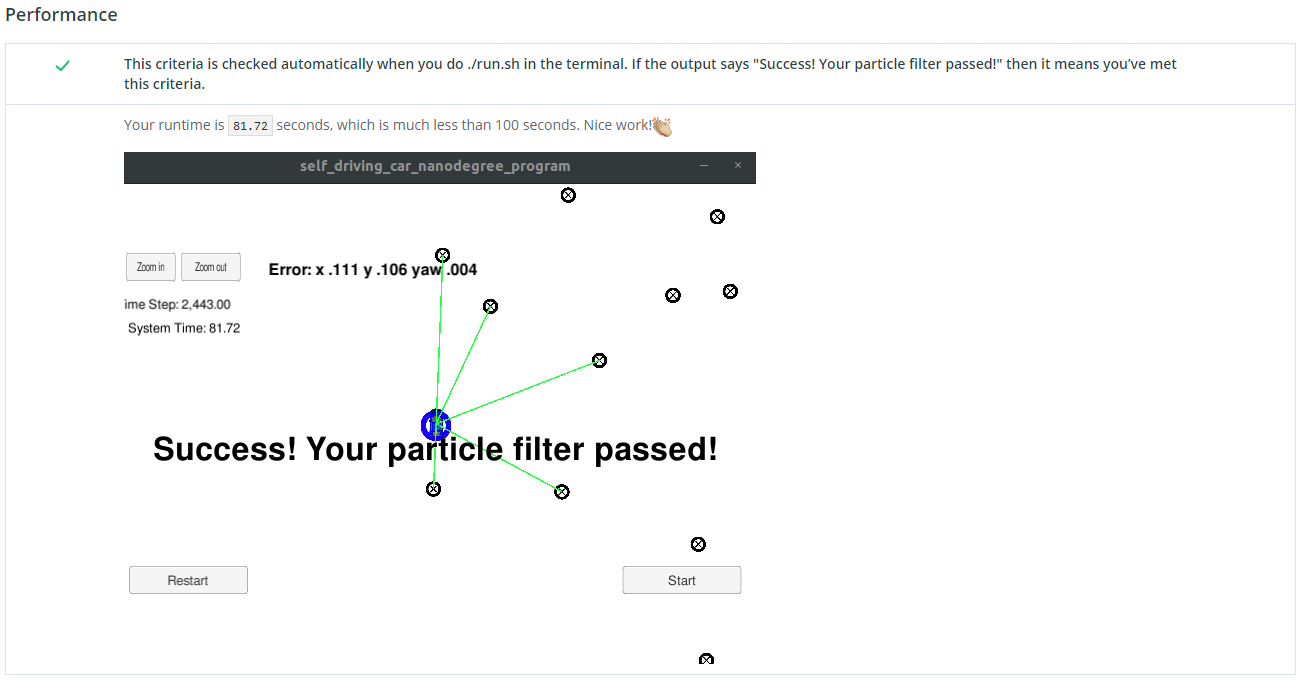 Performance
This criteria is checked automatically when you do ./run.sh in the terminal. If the output says "Success! Your particle filter passed!" then it means you’ve met
this criteria.
Your runtime is 81.72 seconds, which is much less than 100 seconds. Nice work!👏
self_driving_car_nanodegree_program
Zoom in Zoom out Error: x .111 y .106 yaw .004
ime Step: 2,443.00
System Time: 81.72
Success! Your particle filter passed!
Restart Start